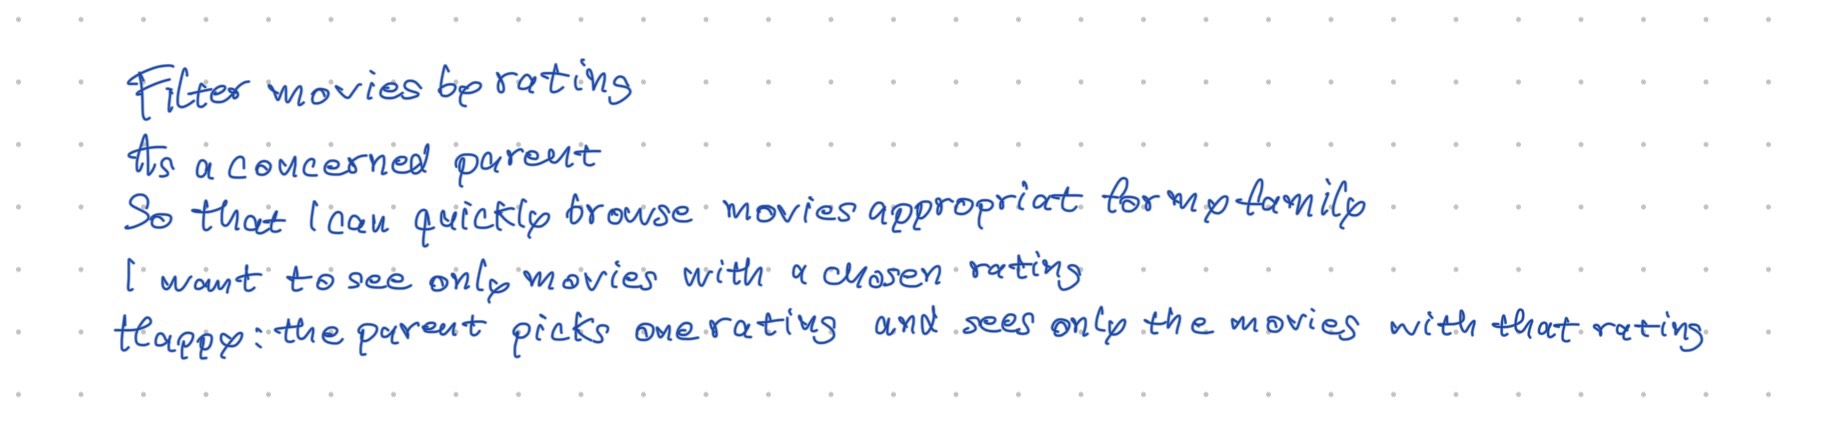 Filter movies by rating
As a concerned parent
So that I can quickly browse movies appropriat for my family
I want to see only movies with a chosen rating
Happy: the parent picks one rating and sees only the movies with that rating